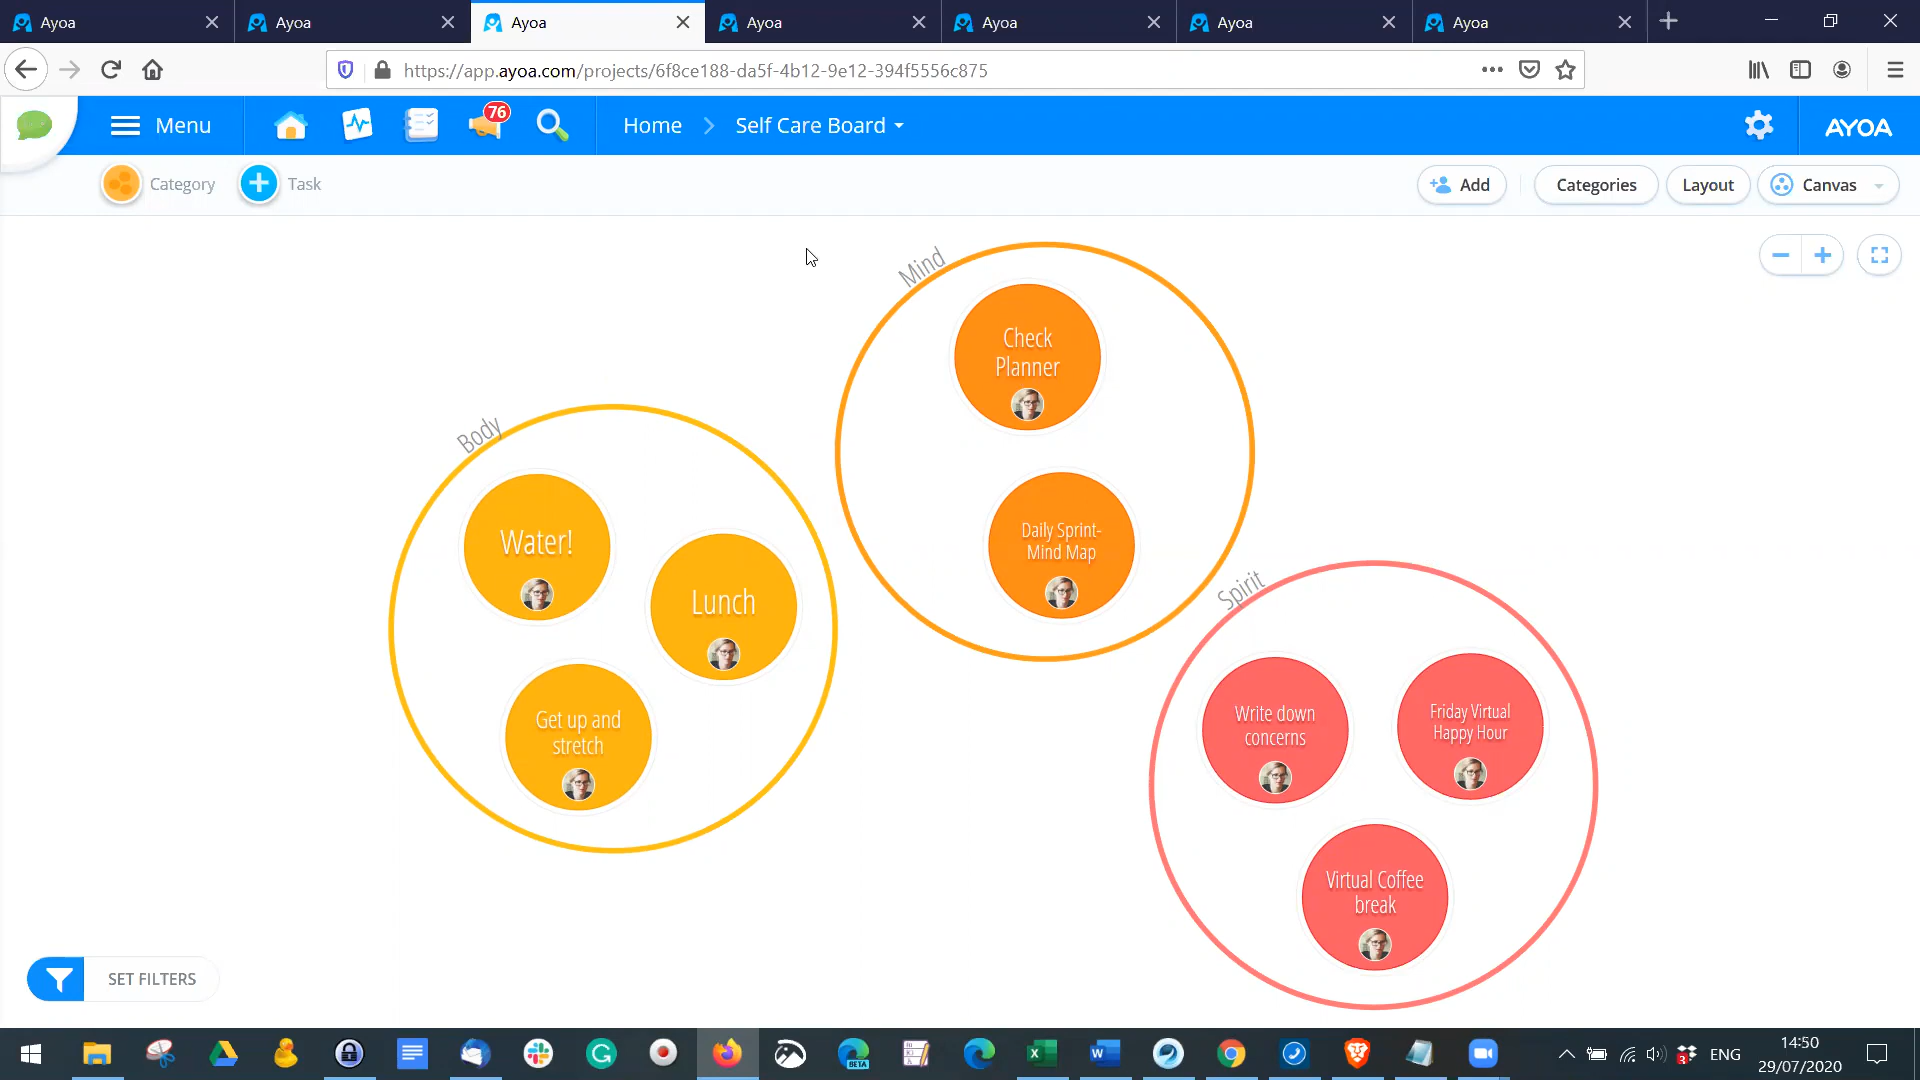 Ayoa
Ayoa
Ayoa
Ayoa
Ayoa
Ayoa
Ayoa
https://app.ayoa.com/projects/6f8ce188-da5f-4b12-9e12-394f5556c875
Menu
76
Home
Self Care Board
AYOA
Category
Task
Add
Categories
Layout
Canvas
Mind
Check
Planner
Daily Sprint-
Mind Map
Body
Water!
Lunch
Get up and
stretch
Spirit
Write down
concerns
Friday Virtual
Happy Hour
Virtual Coffee
break
SET FILTERS
BETA
3
ENG
14:50
29/07/2020